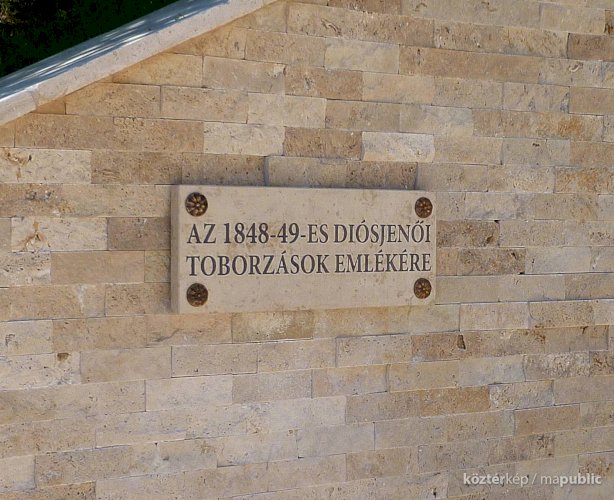 AZ 1848-49-ES DIÓSJENŐI
TOBORZÁSOK EMLÉKÉRE
köztérkép / mapublic